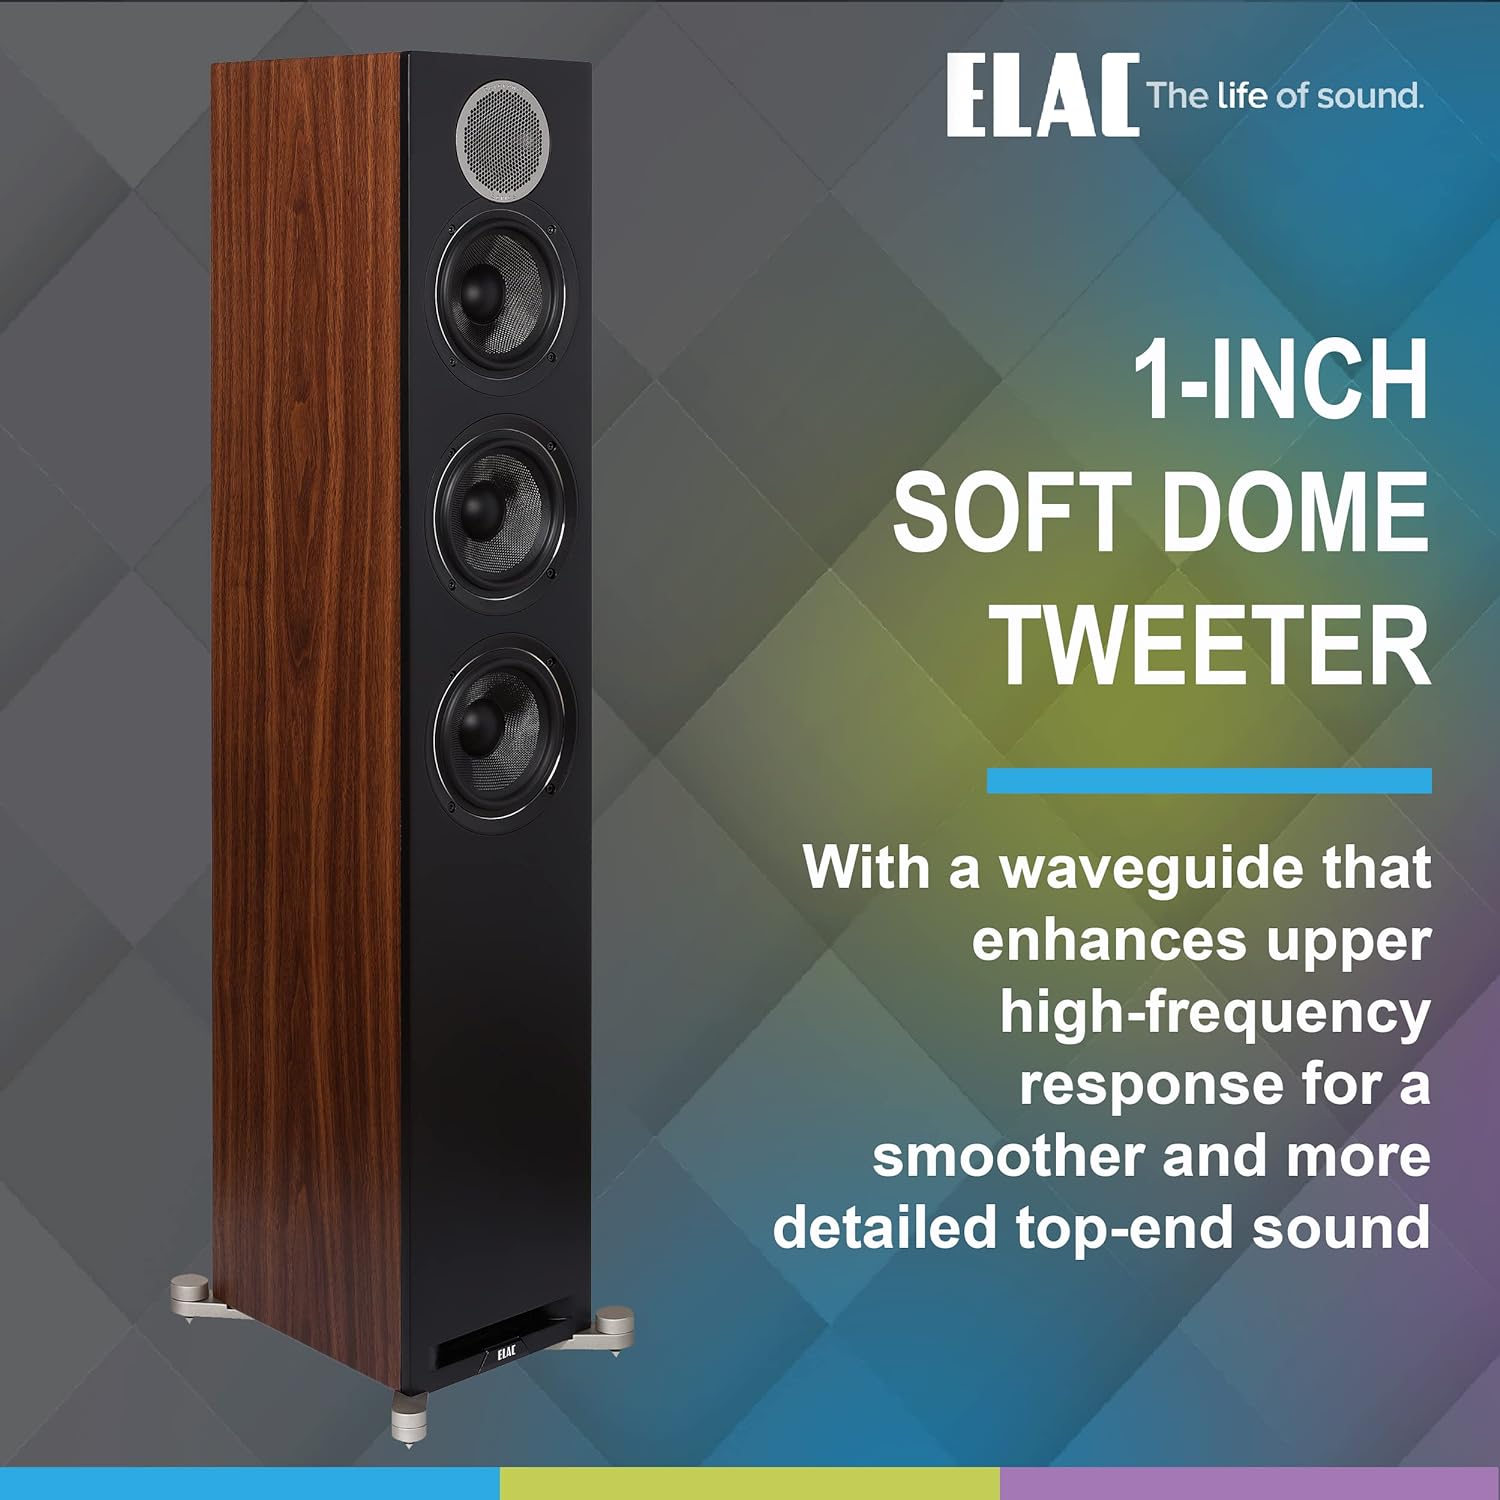 ELAC The life of sound.
1-INCH
SOFT DOME
TWEETER
With a waveguide that
enhances upper
high-frequency
response for a
smoother and more
detailed top-end sound
ELAC